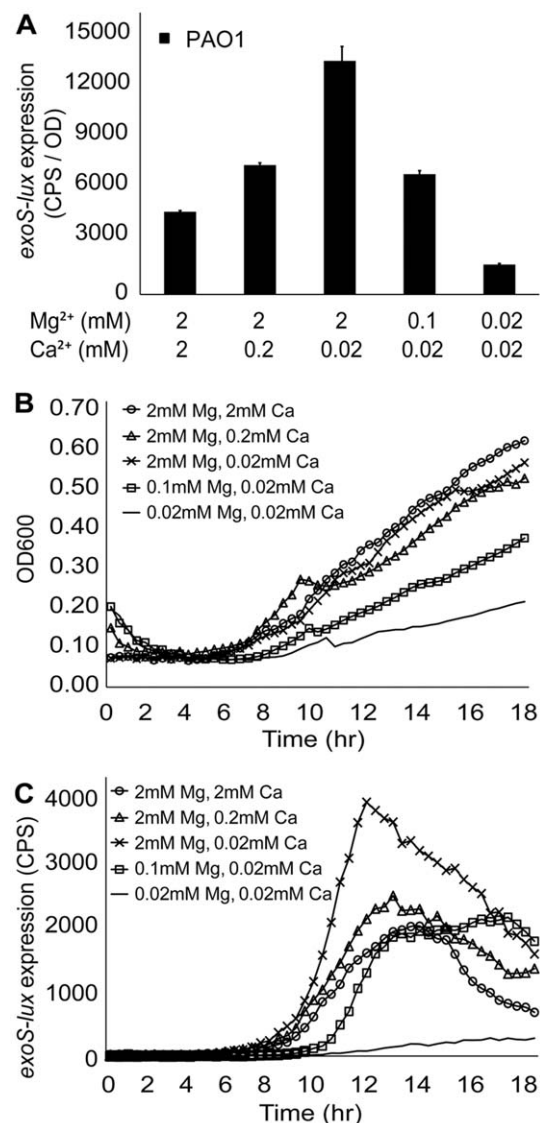 A
15000
12000
9000
6000
3000
0
exoS-lux expression
(CPS / OD)
PAO1
Mg²⁺ (mM) 2 2 2 0.1 0.02
Ca²⁺ (mM) 2 0.2 0.02 0.02 0.02
B
0.70
0.60
0.50
0.40
0.30
0.20
0.10
0.00
OD600
2mM Mg, 2mM Ca
2mM Mg, 0.2mM Ca
2mM Mg, 0.02mM Ca
0.1mM Mg, 0.02mM Ca
0.02mM Mg, 0.02mM Ca
0 2 4 6 8 10 12 14 16 18
Time (hr)
C
4000
3000
2000
1000
0
exoS-lux expression (CPS)
2mM Mg, 2mM Ca
2mM Mg, 0.2mM Ca
2mM Mg, 0.02mM Ca
0.1mM Mg, 0.02mM Ca
0.02mM Mg, 0.02mM Ca
0 2 4 6 8 10 12 14 16 18
Time (hr)